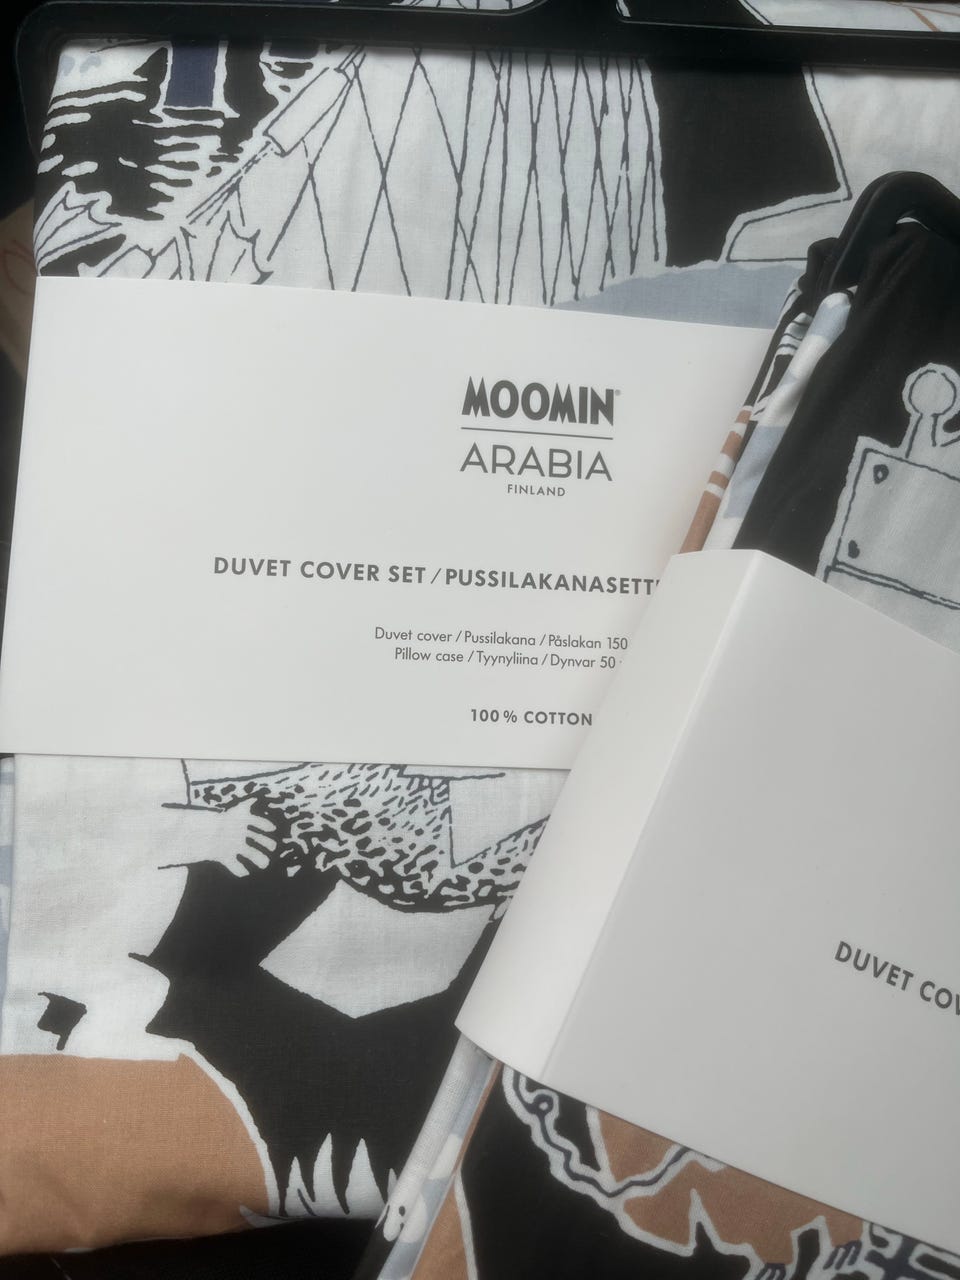 MOOMIN®
ARABIA
FINLAND
DUVET COVER SET / PUSSILAKANASETT
Duvet cover / Pussilakana / Påslakan 150
Pillow case / Tyynyliina / Dynvar 50
100 % COTTON
DUVET COV